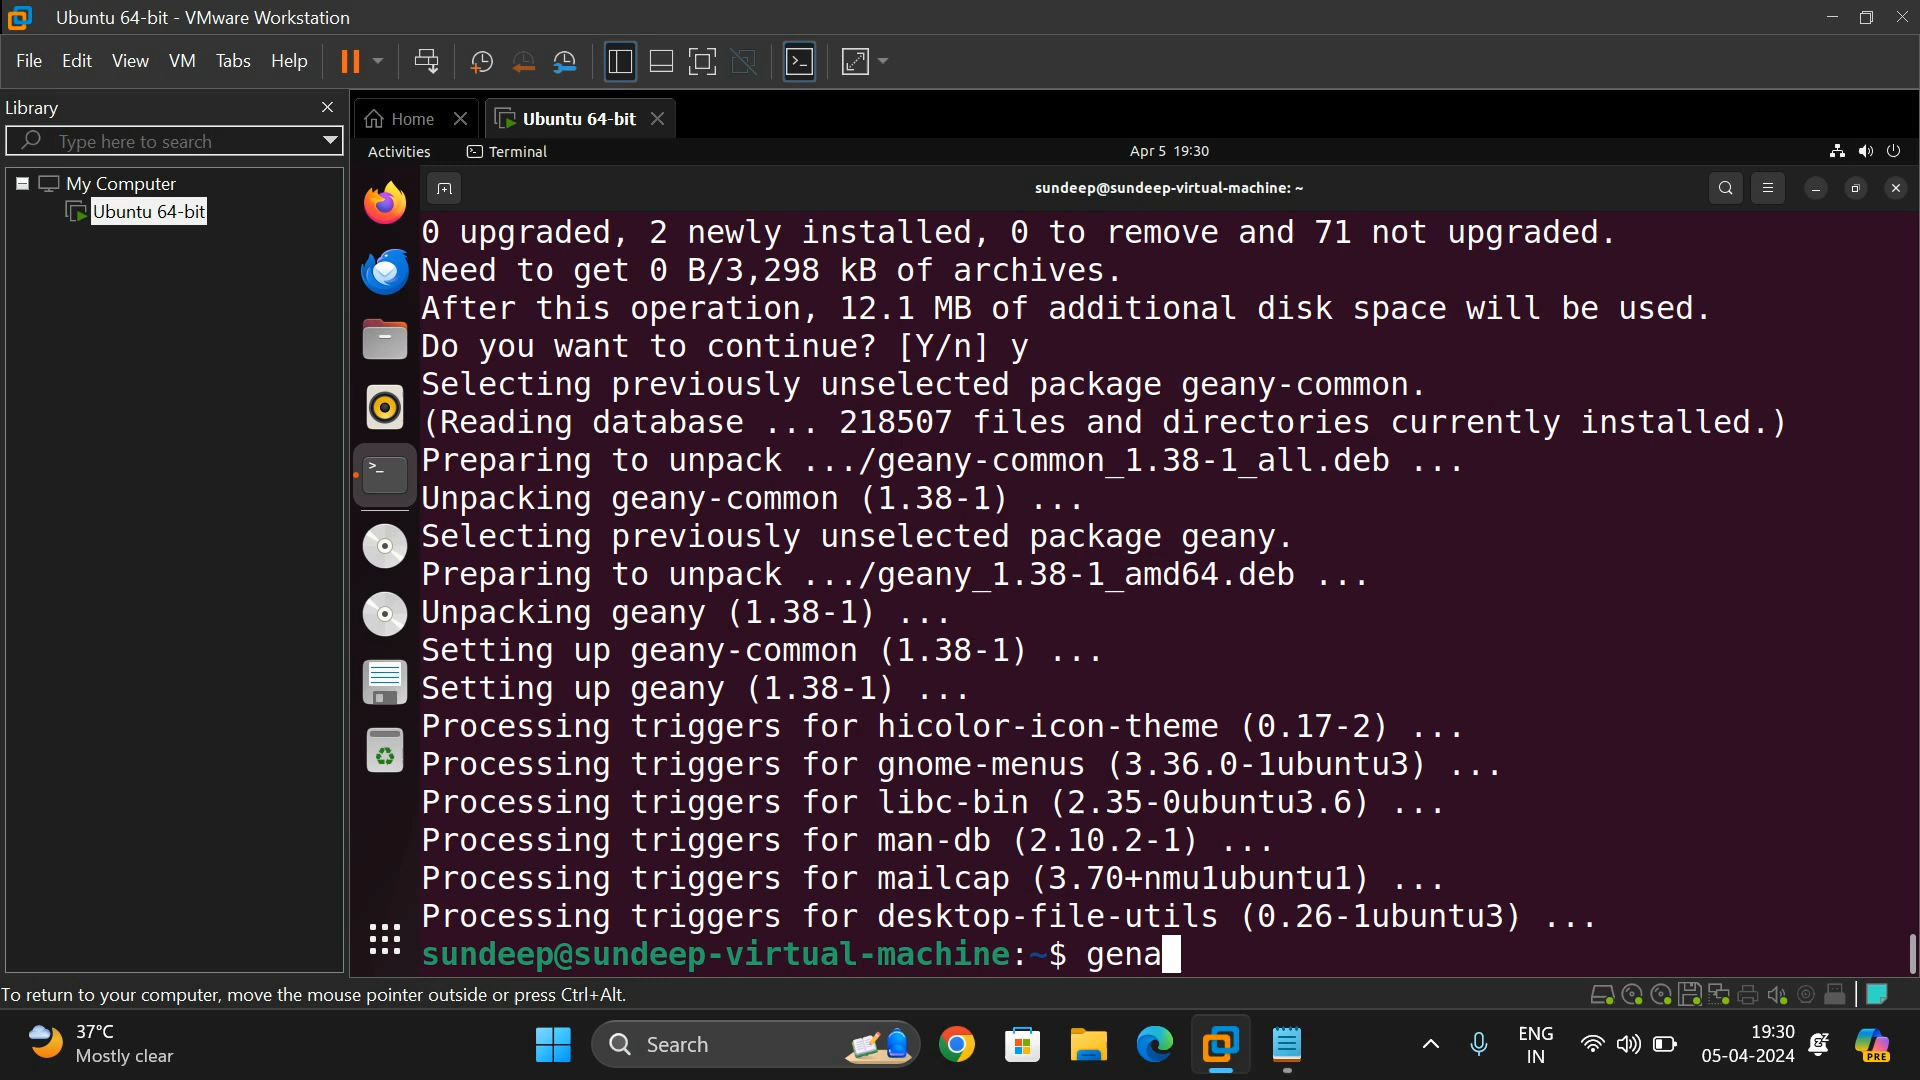 Ubuntu 64-bit - VMware Workstation
File Edit View VM Tabs Help
Library
Type here to search
My Computer
Ubuntu 64-bit
Home
Ubuntu 64-bit
Activities
Terminal
Apr 5 19:30
sundeep@sundeep-virtual-machine: ~
0 upgraded, 2 newly installed, 0 to remove and 71 not upgraded.
Need to get 0 B/3,298 kB of archives.
After this operation, 12.1 MB of additional disk space will be used.
Do you want to continue? [Y/n] y
Selecting previously unselected package geany-common.
(Reading database ... 218507 files and directories currently installed.)
Preparing to unpack .../geany-common_1.38-1_all.deb ...
Unpacking geany-common (1.38-1) ...
Selecting previously unselected package geany.
Preparing to unpack .../geany_1.38-1_amd64.deb ...
Unpacking geany (1.38-1) ...
Setting up geany-common (1.38-1) ...
Setting up geany (1.38-1) ...
Processing triggers for hicolor-icon-theme (0.17-2) ...
Processing triggers for gnome-menus (3.36.0-1ubuntu3) ...
Processing triggers for libc-bin (2.35-0ubuntu3.6) ...
Processing triggers for man-db (2.10.2-1) ...
Processing triggers for mailcap (3.70+nmu1ubuntu1) ...
Processing triggers for desktop-file-utils (0.26-1ubuntu3) ...
sundeep@sundeep-virtual-machine:~$ gena
To return to your computer, move the mouse pointer outside or press Ctrl+Alt.
37°C
Mostly clear
Search
ENG
IN
19:30
05-04-2024
PRE